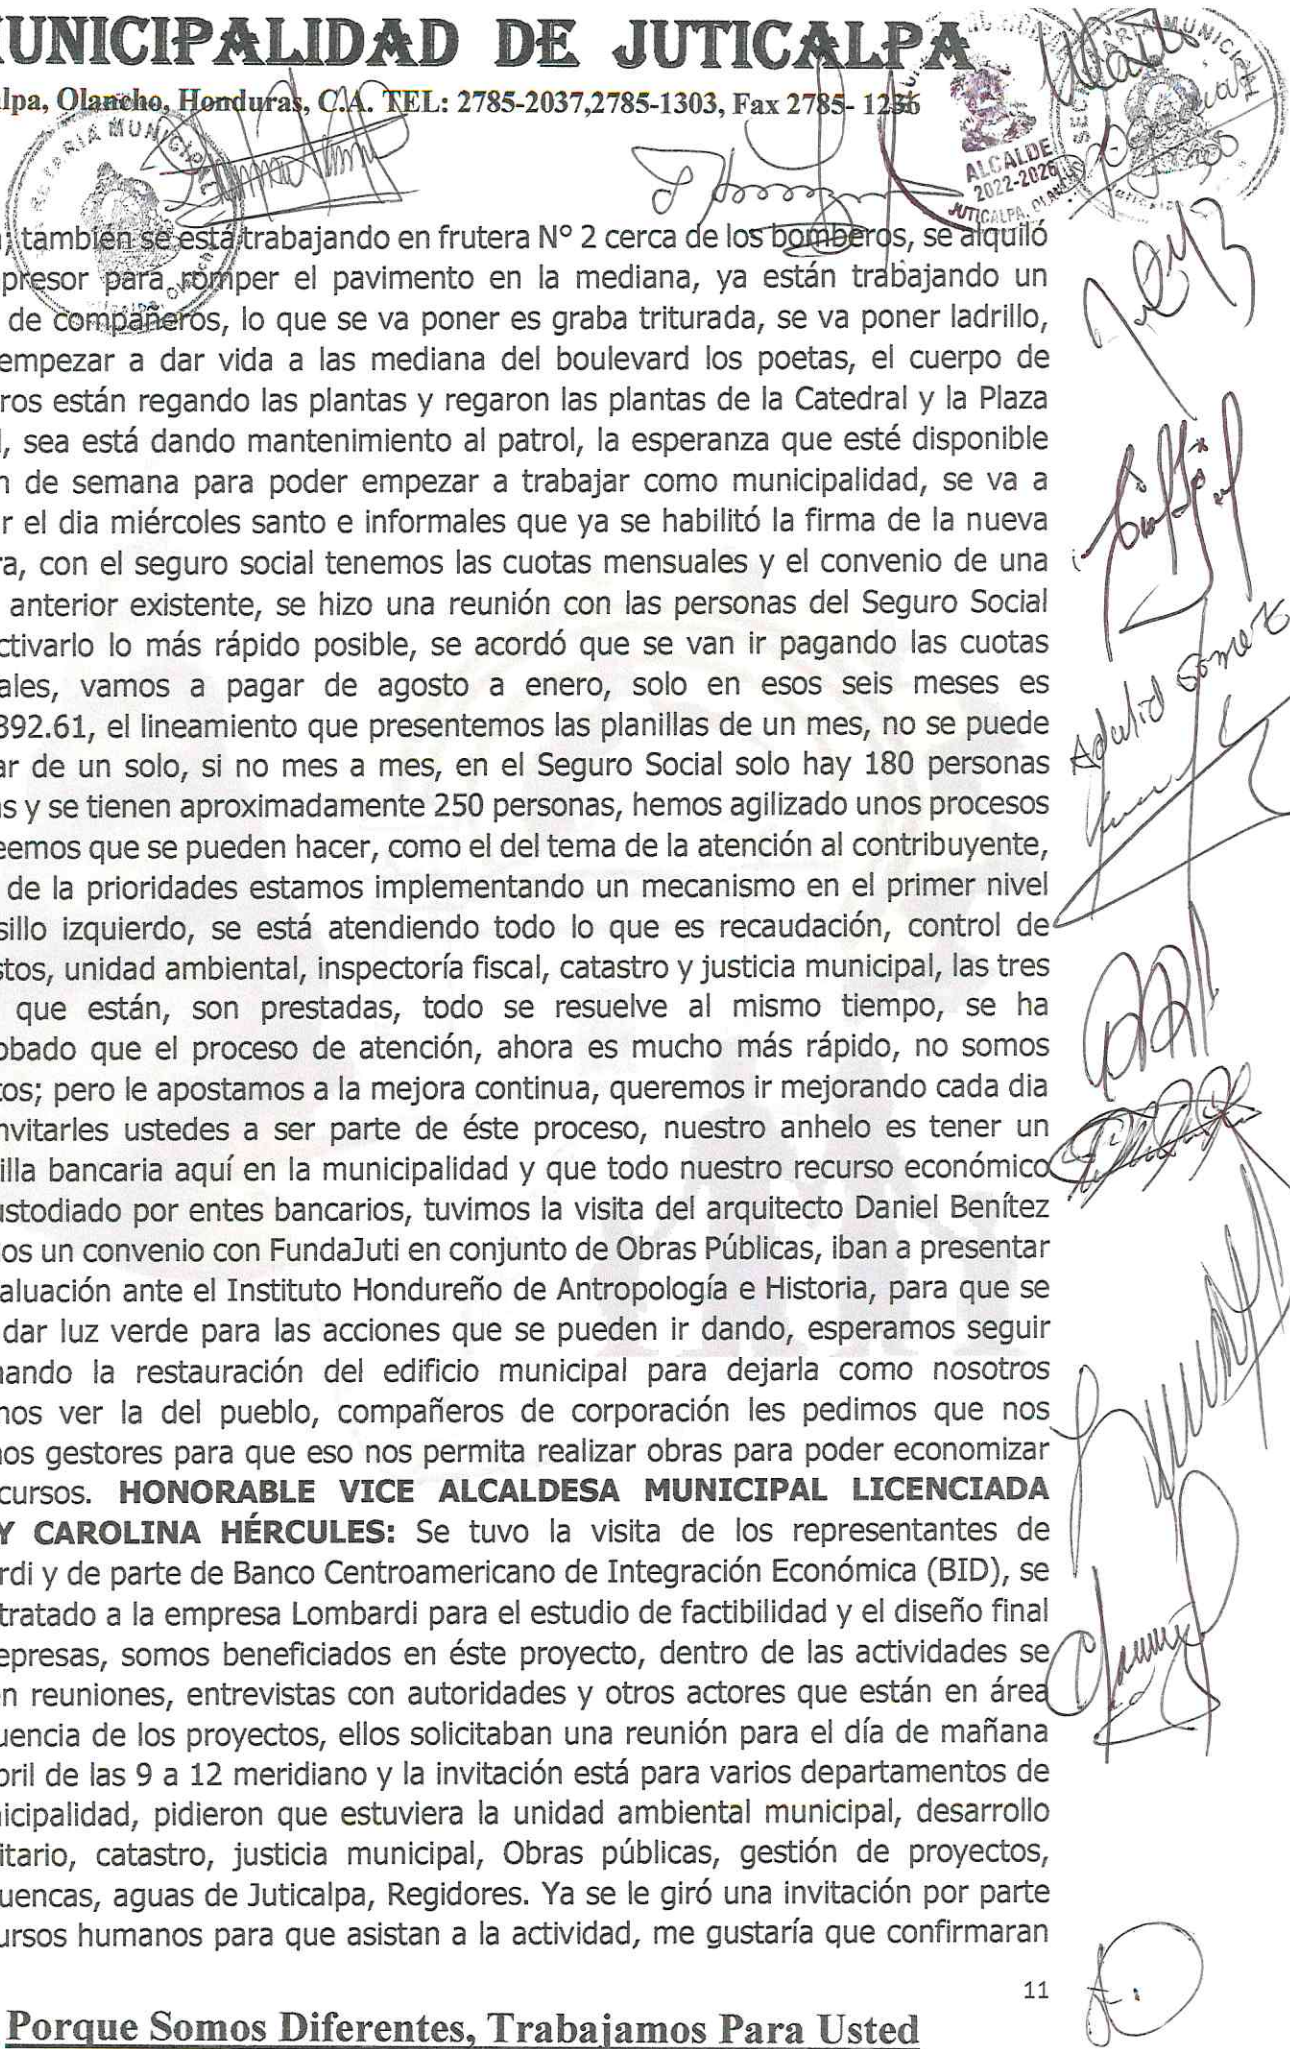 MUNICIPALIDAD DE JUTICALPA
lpa, Olancho, Honduras, C.A. TEL: 2785-2037,2785-1303, Fax 2785- 1236
ALCALDE
2022-2026
JUTICALPA, OLANCHO
también se está trabajando en frutera Nº 2 cerca de los bomberos, se alquiló
presor para romper el pavimento en la mediana, ya están trabajando un
de compañeros, lo que se va poner es graba triturada, se va poner ladrillo,
empezar a dar vida a las mediana del boulevard los poetas, el cuerpo de
ros están regando las plantas y regaron las plantas de la Catedral y la Plaza
l, sea está dando mantenimiento al patrol, la esperanza que esté disponible
n de semana para poder empezar a trabajar como municipalidad, se va a
r el dia miércoles santo e informales que ya se habilitó la firma de la nueva
ra, con el seguro social tenemos las cuotas mensuales y el convenio de una
anterior existente, se hizo una reunión con las personas del Seguro Social
ctivarlo lo más rápido posible, se acordó que se van ir pagando las cuotas
ales, vamos a pagar de agosto a enero, solo en esos seis meses es
392.61, el lineamiento que presentemos las planillas de un mes, no se puede
ar de un solo, si no mes a mes, en el Seguro Social solo hay 180 personas
as y se tienen aproximadamente 250 personas, hemos agilizado unos procesos
eemos que se pueden hacer, como el del tema de la atención al contribuyente,
de la prioridades estamos implementando un mecanismo en el primer nivel
sillo izquierdo, se está atendiendo todo lo que es recaudación, control de
stos, unidad ambiental, inspectoría fiscal, catastro y justicia municipal, las tres
que están, son prestadas, todo se resuelve al mismo tiempo, se ha
obado que el proceso de atención, ahora es mucho más rápido, no somos
tos; pero le apostamos a la mejora continua, queremos ir mejorando cada dia
nvitarles ustedes a ser parte de éste proceso, nuestro anhelo es tener un
illa bancaria aquí en la municipalidad y que todo nuestro recurso económico
ustodiado por entes bancarios, tuvimos la visita del arquitecto Daniel Benítez
os un convenio con FundaJuti en conjunto de Obras Públicas, iban a presentar
aluación ante el Instituto Hondureño de Antropología e Historia, para que se
dar luz verde para las acciones que se pueden ir dando, esperamos seguir
nando la restauración del edificio municipal para dejarla como nosotros
nos ver la del pueblo, compañeros de corporación les pedimos que nos
nos gestores para que eso nos permita realizar obras para poder economizar
cursos. HONORABLE VICE ALCALDESA MUNICIPAL LICENCIADA
Y CAROLINA HÉRCULES: Se tuvo la visita de los representantes de
rdi y de parte de Banco Centroamericano de Integración Económica (BID), se
tratado a la empresa Lombardi para el estudio de factibilidad y el diseño final
epresas, somos beneficiados en éste proyecto, dentro de las actividades se
en reuniones, entrevistas con autoridades y otros actores que están en área
uencia de los proyectos, ellos solicitaban una reunión para el día de mañana
bril de las 9 a 12 meridiano y la invitación está para varios departamentos de
nicipalidad, pidieron que estuviera la unidad ambiental municipal, desarrollo
itario, catastro, justicia municipal, Obras públicas, gestión de proyectos,
uencas, aguas de Juticalpa, Regidores. Ya se le giró una invitación por parte
ursos humanos para que asistan a la actividad, me gustaría que confirmaran
Adalid Gomez
11
Porque Somos Diferentes, Trabajamos Para Usted